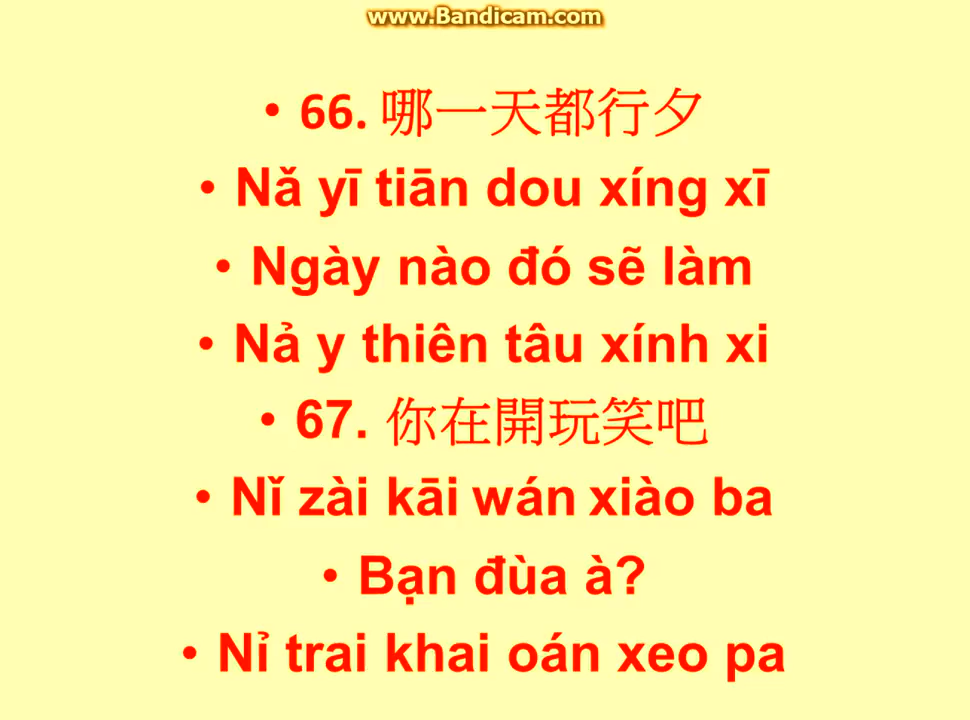 www.Bandicam.com
• 66. 哪一天都行夕
• Nǎ yī tiān dou xíng xī
• Ngày nào đó sẽ làm
• Nả y thiên tâu xính xi
• 67. 你在開玩笑吧
• Nǐ zài kāi wán xiào ba
• Bạn đùa à?
• Nỉ trai khai oán xeo pa